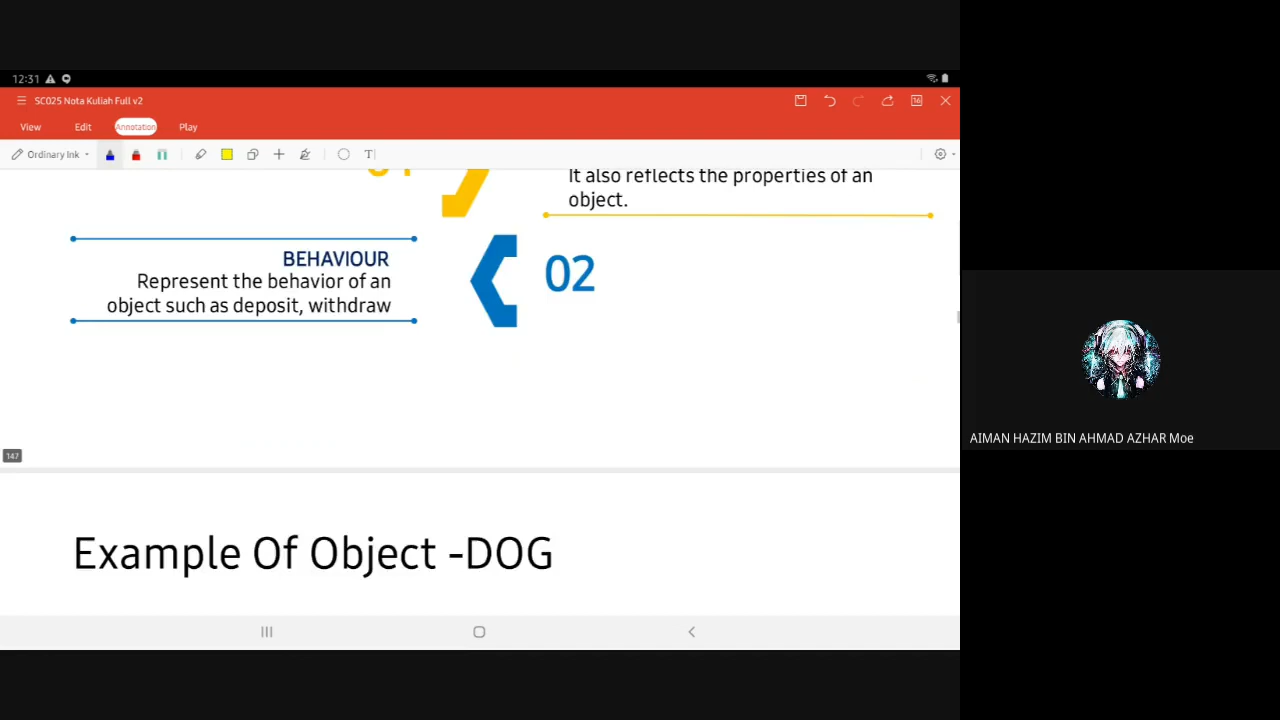 12:31
SC025 Nota Kuliah Full v2
16
View Edit Annotation Play
Ordinary Ink
T
It also reflects the properties of an
object.
BEHAVIOUR
Represent the behavior of an
object such as deposit, withdraw
02
AIMAN HAZIM BIN AHMAD AZHAR Moe
147
Example Of Object -DOG